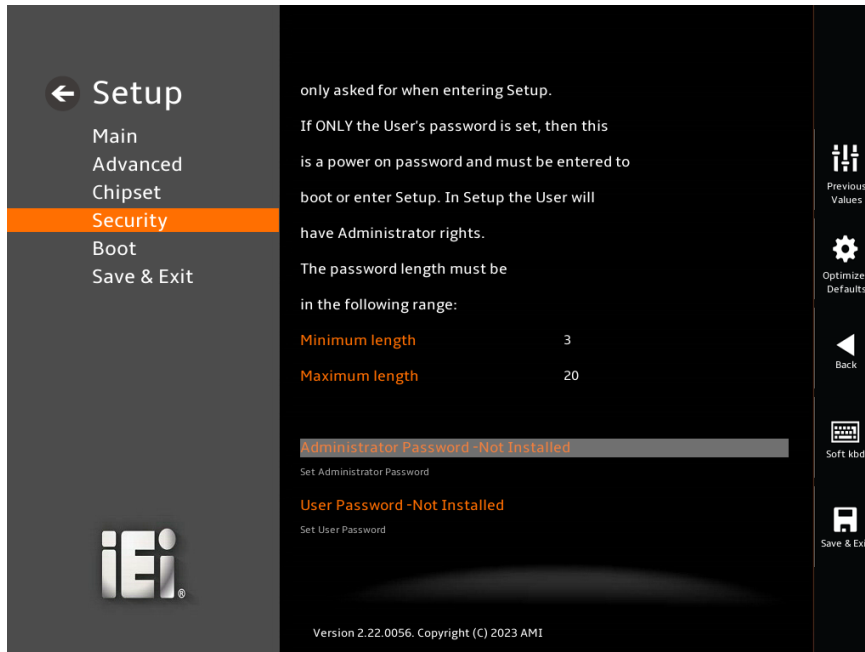 Setup
Main
Advanced
Chipset
Security
Boot
Save & Exit
only asked for when entering Setup.
If ONLY the User's password is set, then this
is a power on password and must be entered to
boot or enter Setup. In Setup the User will
have Administrator rights.
The password length must be
in the following range:
Minimum length 3
Maximum length 20
Administrator Password -Not Installed
Set Administrator Password
User Password -Not Installed
Set User Password
Version 2.22.0056. Copyright (C) 2023 AMI
iEi®
Previous
Values
Optimize
Defaults
Back
Soft kbd
Save & Exi